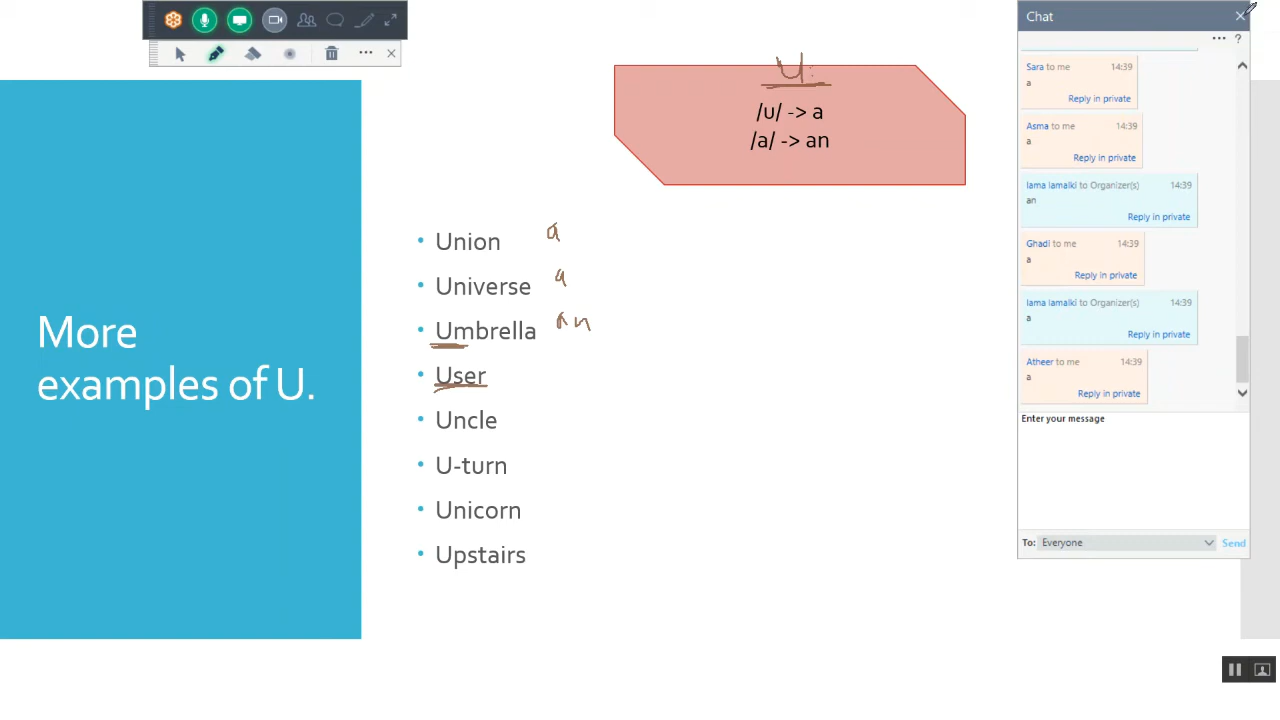 U
/u/ -> a
/a/ -> an
More
examples of U.
• Union a
• Universe a
• Umbrella an
• User
• Uncle
• U-turn
• Unicorn
• Upstairs
Chat
?
Sara to me 14:39
a
Reply in private
Asma to me 14:39
a
Reply in private
lama lamalki to Organizer(s) 14:39
an
Reply in private
Ghadi to me 14:39
a
Reply in private
lama lamalki to Organizer(s) 14:39
a
Reply in private
Atheer to me 14:39
a
Reply in private
Enter your message
To: Everyone Send